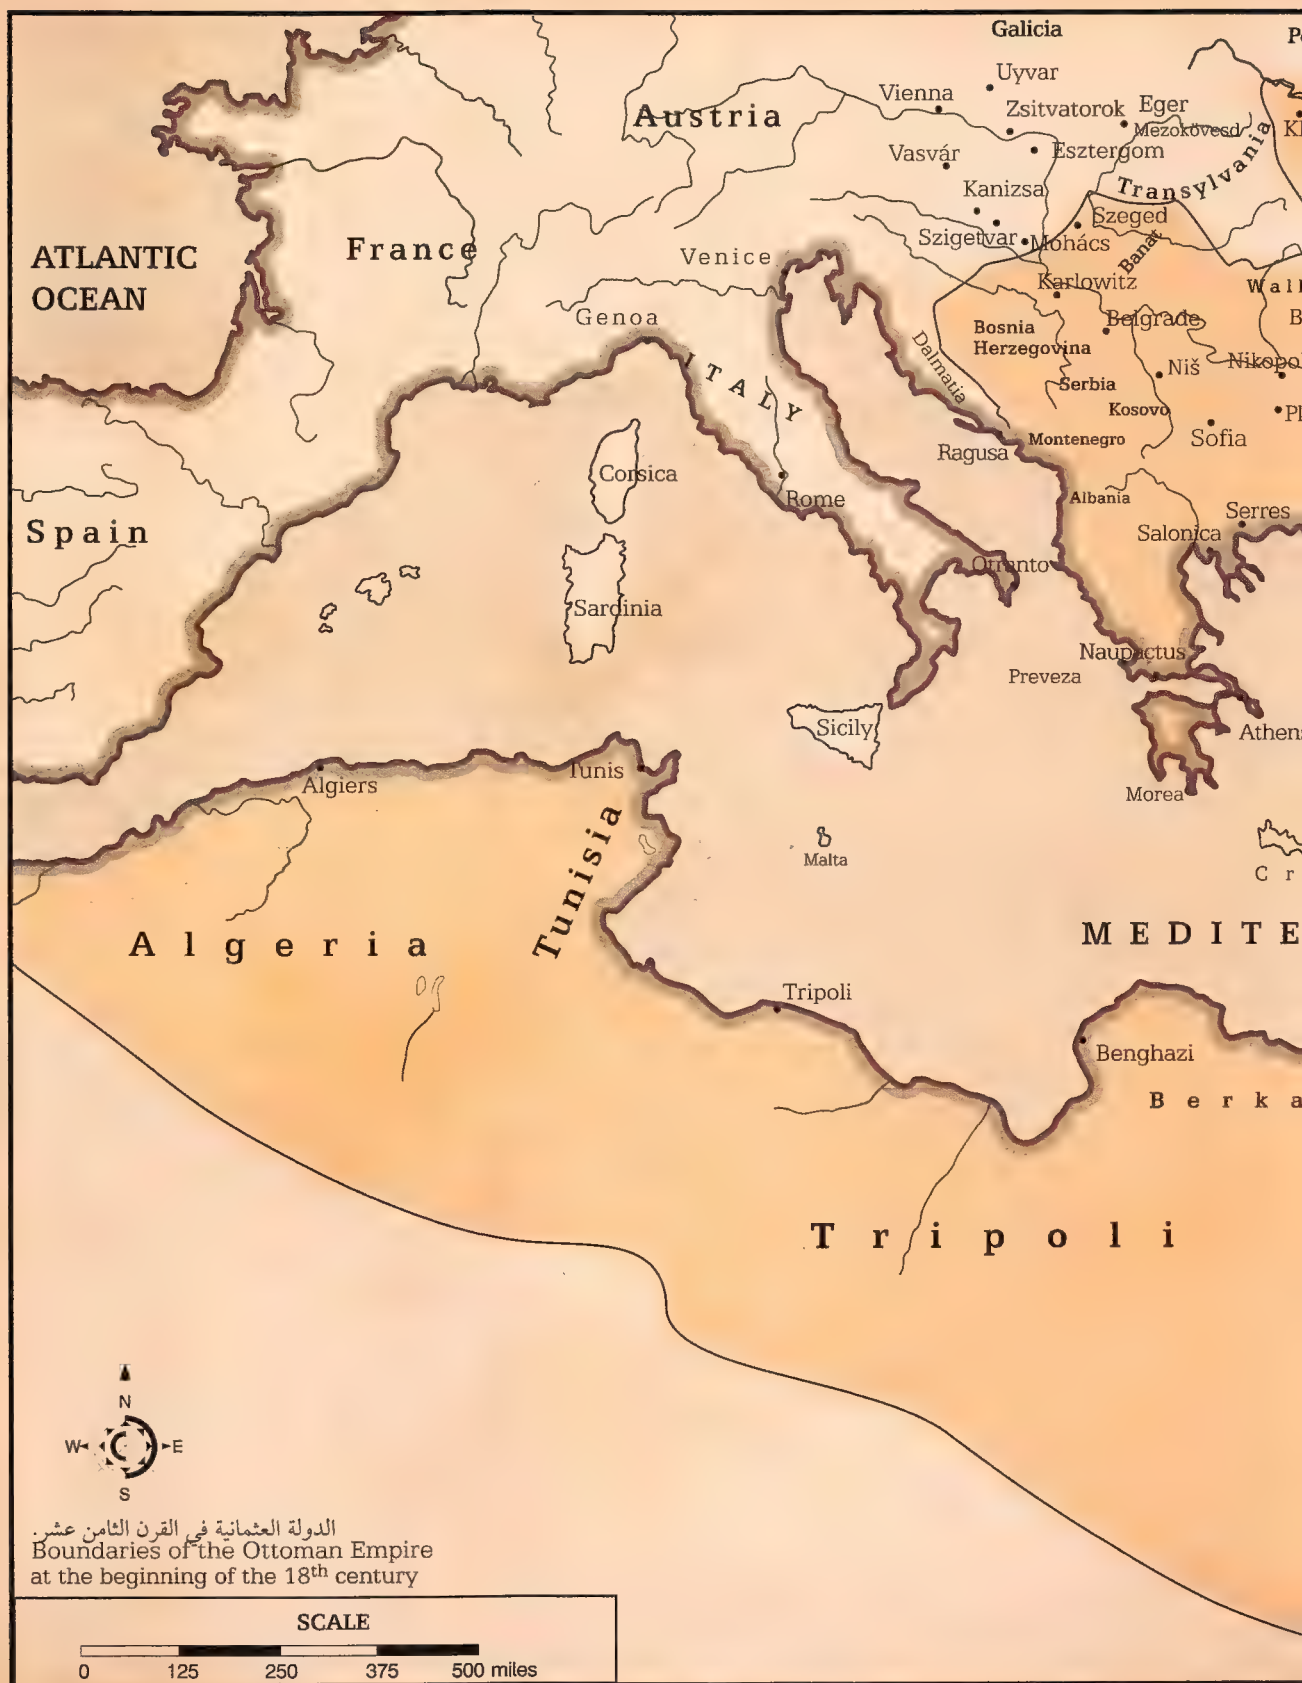 Galicia
Uyvar
Vienna
Zsitvatorok
Eger
Austria
Mezokövesd
Vasvár
Esztergom
Transylvania
Kanizsa
Szeged
Szigetvar
Mohács
Banat
ATLANTIC
OCEAN
France
Venice
Karlowitz
Genoa
Bosnia
Herzegovina
Belgrade
Dalmatia
ITALY
Niš
Nikopol
Serbia
Kosovo
Montenegro
Sofia
Ragusa
Corsica
Rome
Albania
Serres
Spain
Salonica
Otranto
Sardinia
Naupactus
Preveza
Sicily
Athens
Tunis
Algiers
Morea
Tunisia
Malta
Cr
Algeria
MEDITE
Tripoli
Benghazi
Berka
Tripoli
N
W
E
S
الدولة العثمانية في القرن الثامن عشر.
Boundaries of the Ottoman Empire
at the beginning of the 18th century
SCALE
0 125 250 375 500 miles